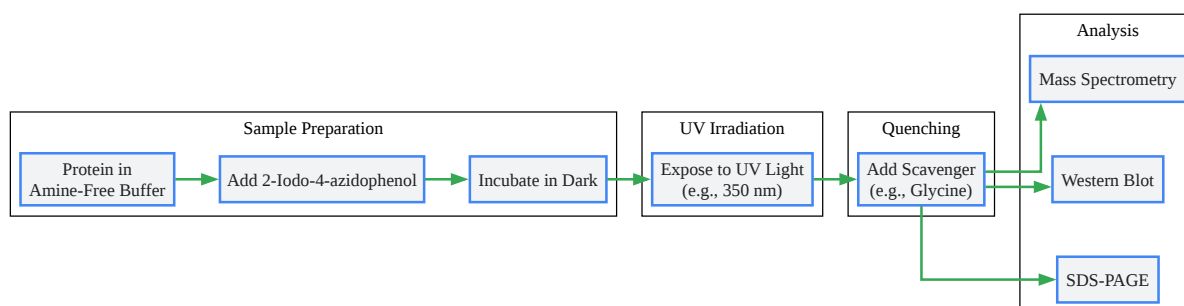 Sample Preparation
Protein in
Amine-Free Buffer
Add 2-Iodo-4-azidophenol
Incubate in Dark
UV Irradiation
Expose to UV Light
(e.g., 350 nm)
Quenching
Add Scavenger
(e.g., Glycine)
Analysis
Mass Spectrometry
Western Blot
SDS-PAGE